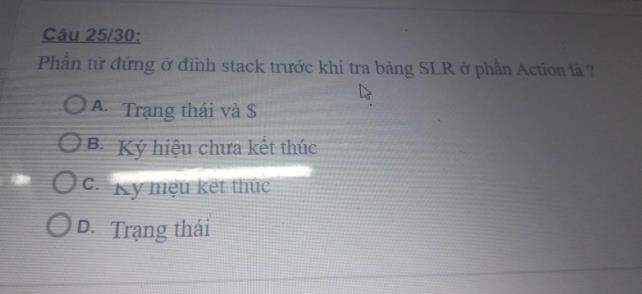 Câu 25/30:
Phần tử đứng ở đỉnh stack trước khi tra bảng SLR ở phần Action là ?
A. Trạng thái và $
B. Ký hiệu chưa kết thúc
C. Ký hiệu kết thúc
D. Trạng thái